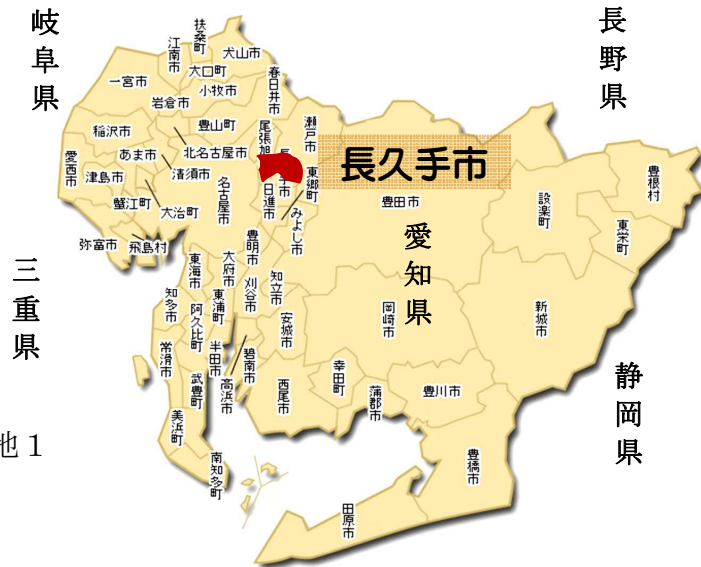 岐阜県
長野県
扶桑町
江南市
犬山市
大口町
一宮市
小牧市
岩倉市
春日井市
稲沢市
豊山町
尾張旭
瀬戸市
愛西市
あま市
北名古屋市
長久手市
津島市
清須市
名古屋市
日進市
東郷町
豊田市
設楽町
豊根村
蟹江町
大治町
みよし市
東栄町
弥富市
飛島村
豊明市
愛知県
三重県
東海市
大府市
知立市
刈谷市
知多市
東浦町
阿久比町
安城市
岡崎市
新城市
常滑市
半田市
碧南市
武豊町
高浜市
西尾市
幸田町
蒲郡市
豊川市
静岡県
美浜町
南知多町
豊橋市
田原市
地1